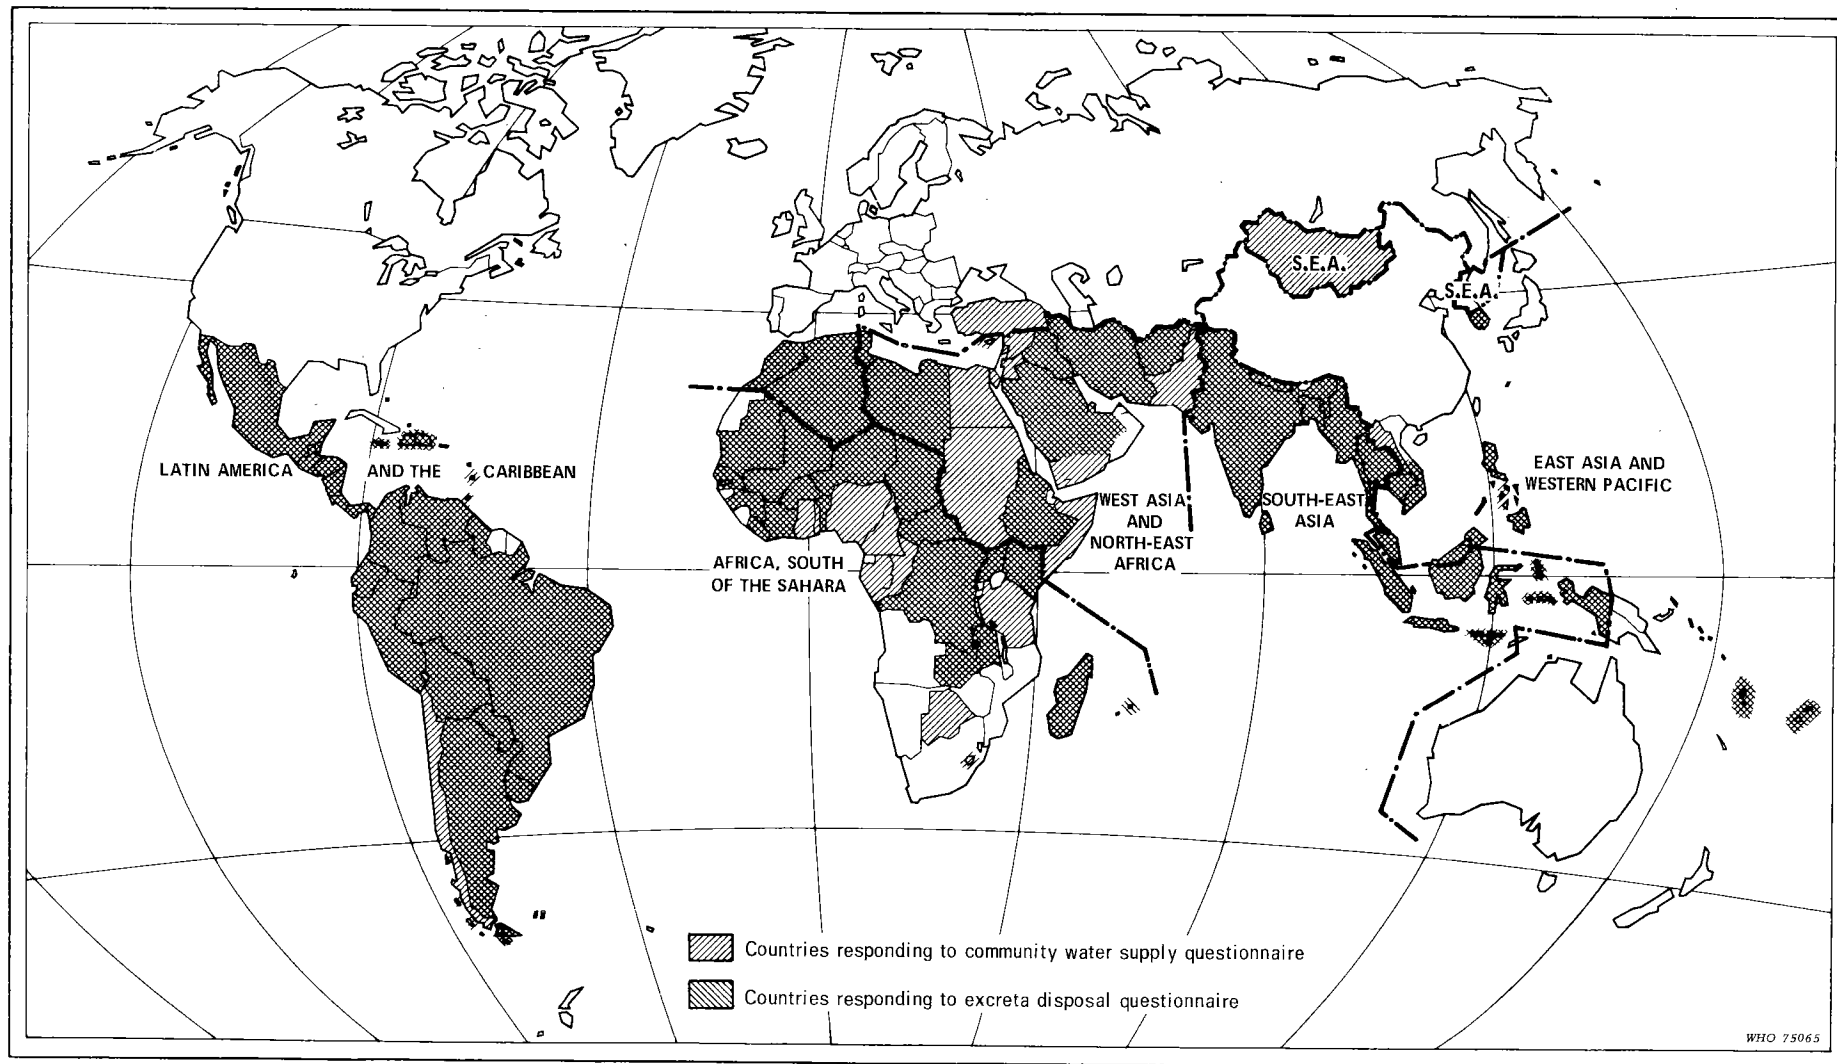 S.E.A.
S.E.A.
LATIN AMERICA AND THE CARIBBEAN
EAST ASIA AND
WESTERN PACIFIC
WEST ASIA
AND
NORTH-EAST
AFRICA
SOUTH-EAST
ASIA
AFRICA, SOUTH
OF THE SAHARA
Countries responding to community water supply questionnaire
Countries responding to excreta disposal questionnaire
WHO 75065